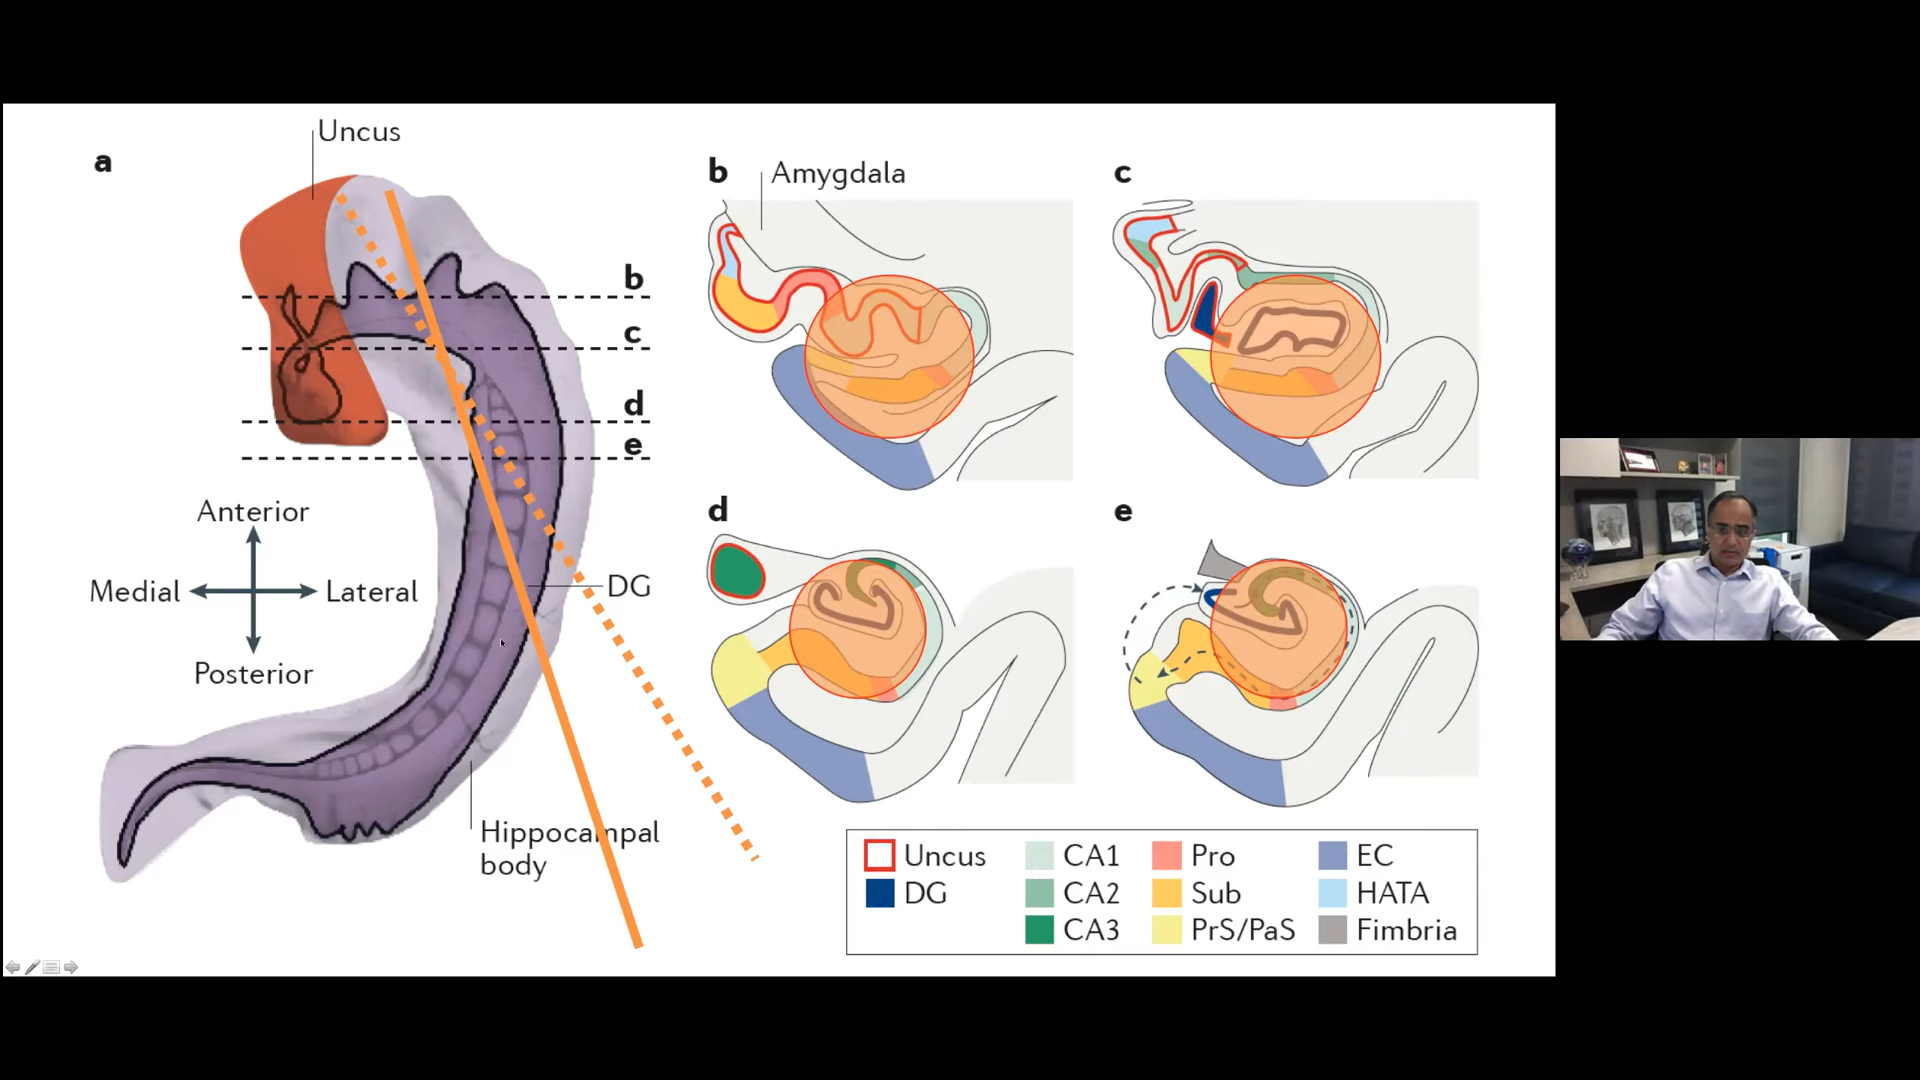 a
Uncus
b
c
d
e
Anterior
Medial
Lateral
Posterior
DG
Hippocampal
body
b
Amygdala
c
d
e
Uncus
CA1
Pro
EC
DG
CA2
Sub
HATA
CA3
PrS/PaS
Fimbria